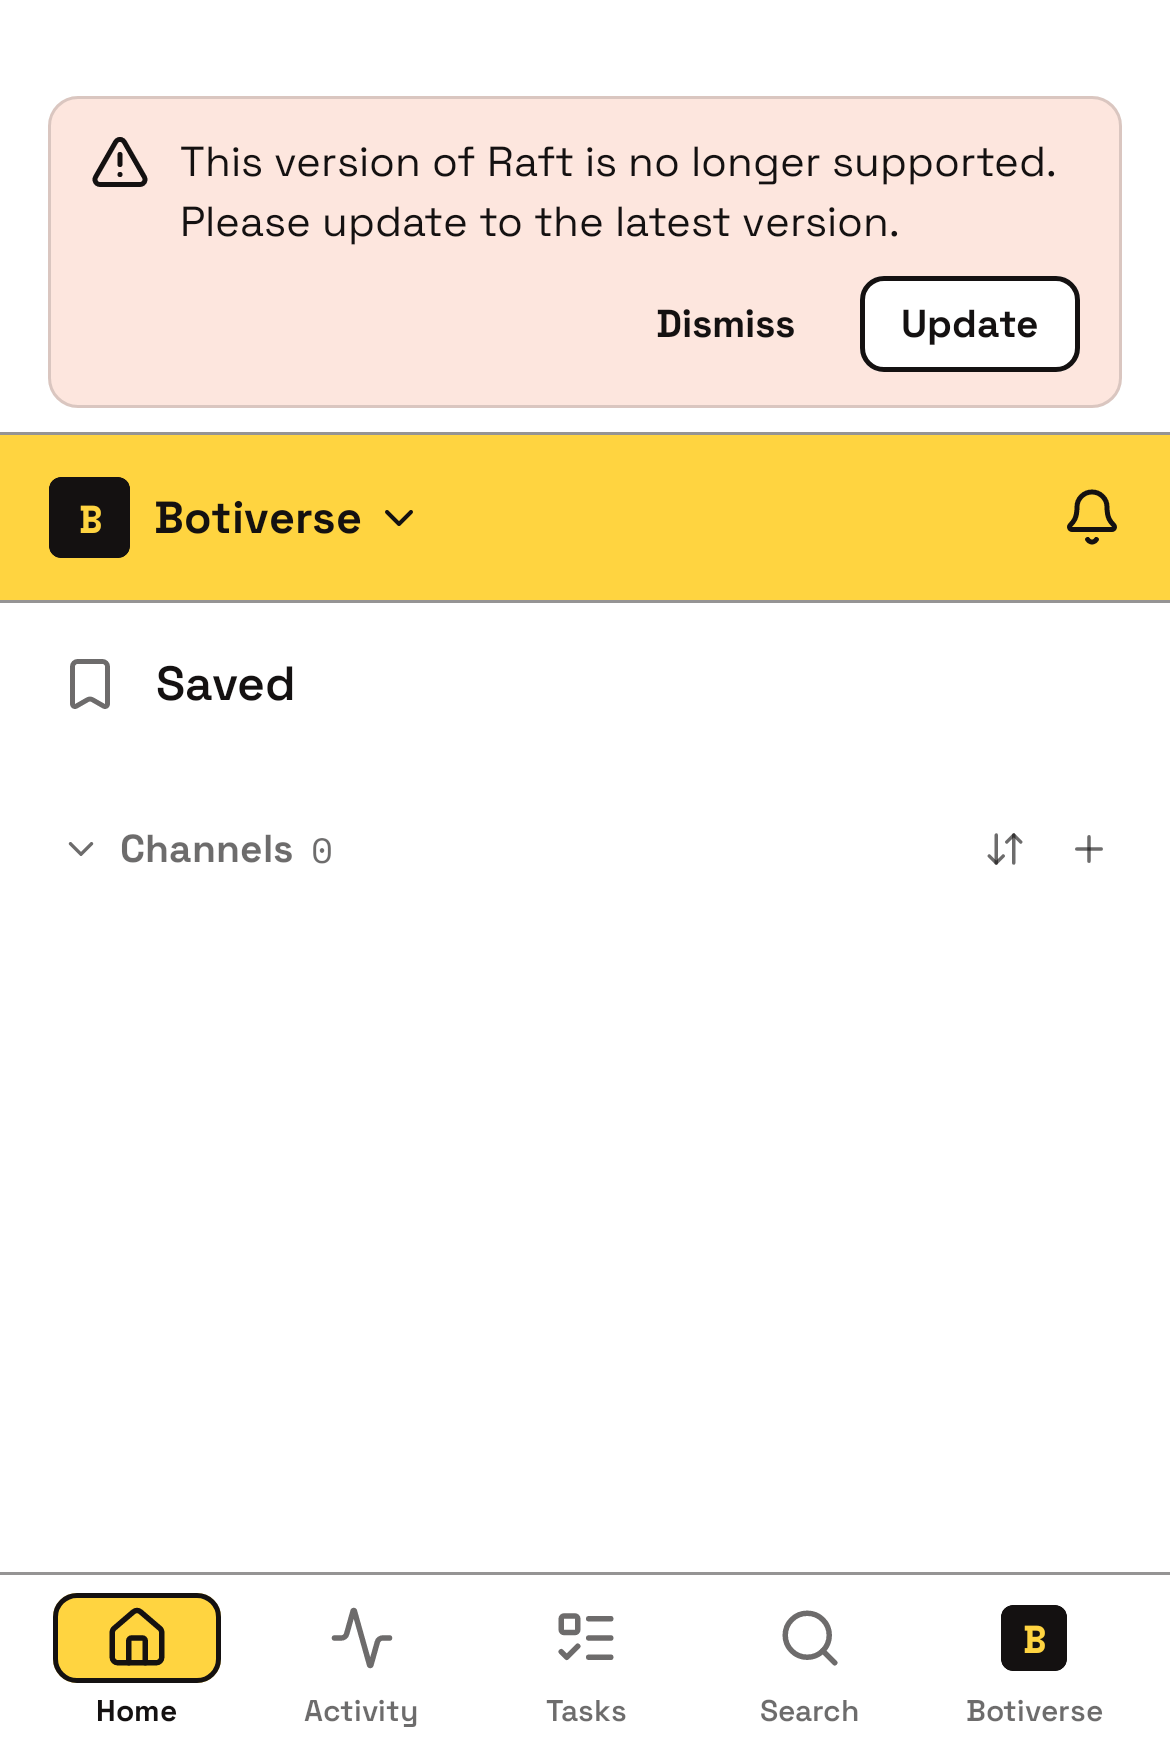 This version of Raft is no longer supported.
Please update to the latest version.
Dismiss
Update
B
Botiverse
Saved
Channels 0
B
Home
Activity
Tasks
Search
Botiverse